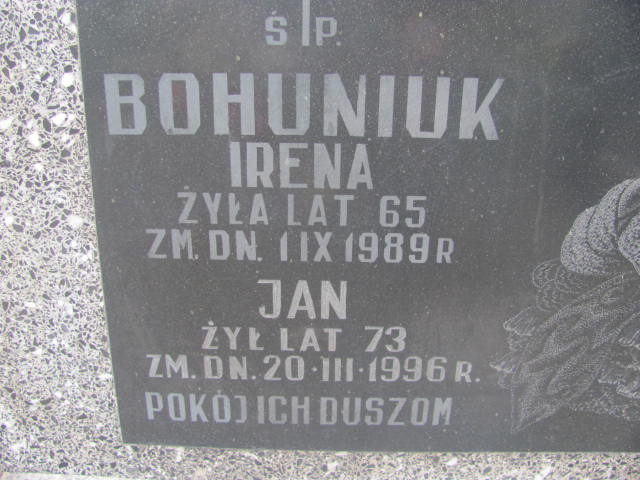 Ś P.
BOHUNIUK
IRENA
ŻYŁA LAT 65
ZM. DN. 1 IX 1989 R
JAN
ŻYŁ LAT 73
ZM. DN. 20·III·1996 R.
POKÓJ ICH DUSZOM